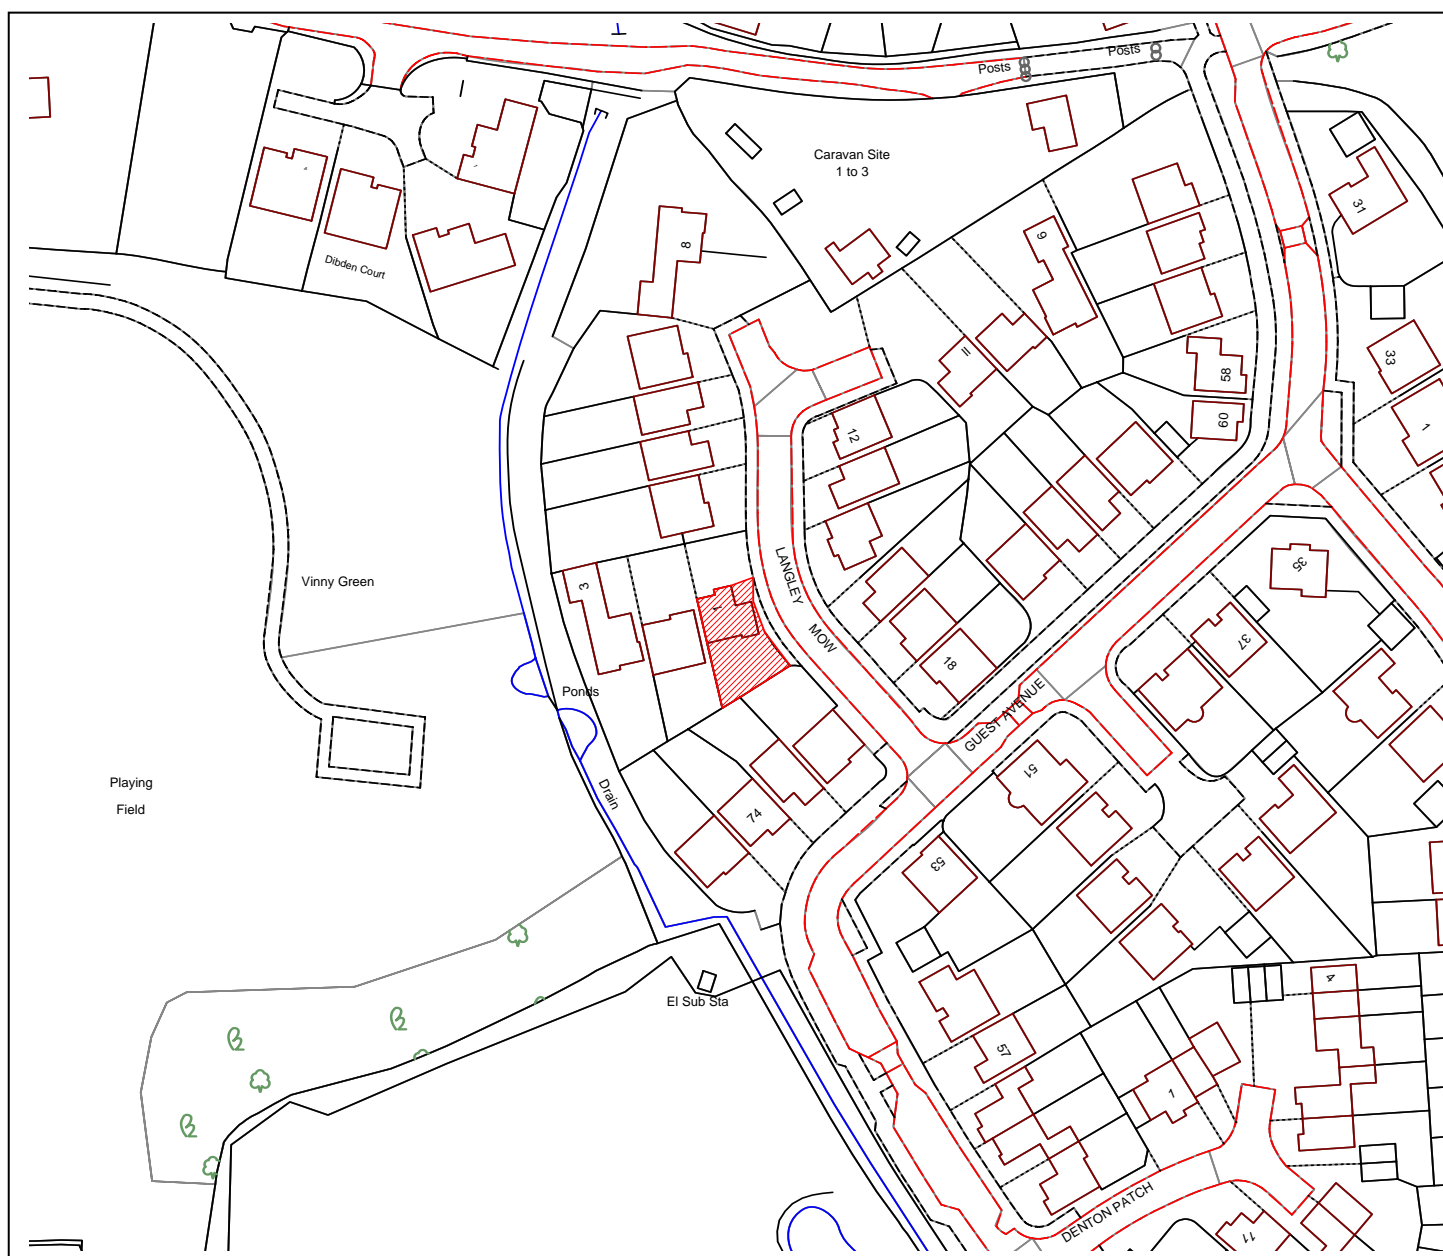 Posts
Posts
Caravan Site
1 to 3
31
8
9
Dibden Court
11
33
58
60
1
12
LANGLEY
MOW
35
Vinny Green
3
1
37
18
Ponds
GUEST AVENUE
51
Playing
Field
Drain
74
53
El Sub Sta
4
57
1
DENTON PATCH
11